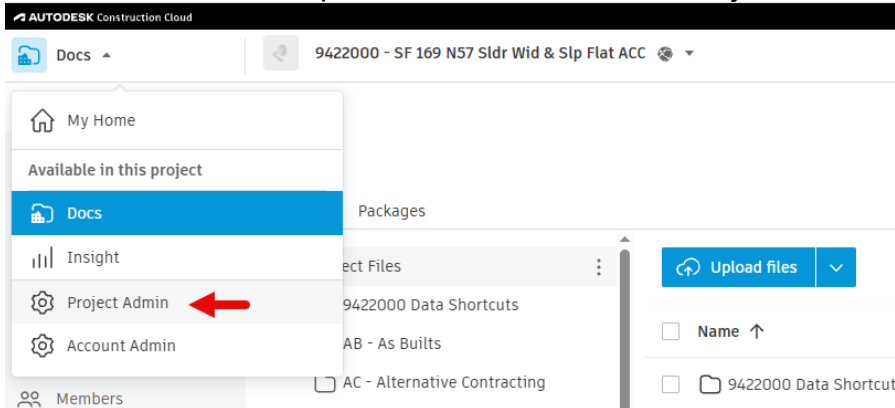 AUTODESK Construction Cloud
Docs
9422000 - SF 169 N57 Sldr Wid & Slp Flat ACC
My Home
Available in this project
Docs
Packages
Insight
ect Files
Upload files
Project Admin
9422000 Data Shortcuts
Name ↑
Account Admin
AB - As Builts
AC - Alternative Contracting
9422000 Data Shortcut
Members